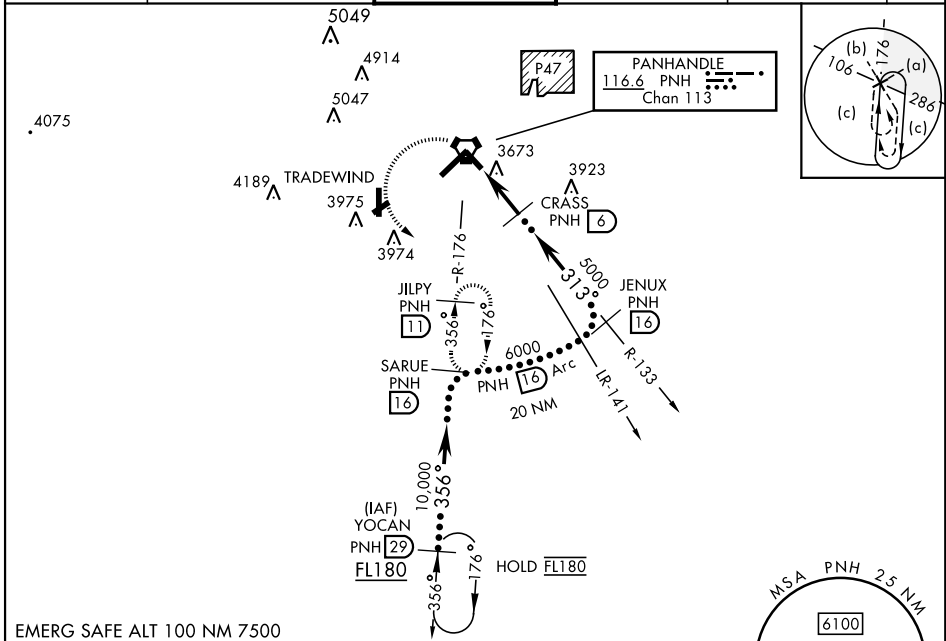 5049
4914
5047
4075
P47
PANHANDLE
116.6 PNH
Chan 113
(b)
176
106
(a)
286
(c)
(c)
3673
4189
TRADEWIND
3975
3974
3923
CRASS
PNH 6
R-176
JILPY
PNH
11
356°
176°
5000
313°
JENUX
PNH
16
SARUE
PNH
16
6000
PNH 16 Arc
20 NM
LR-141
R-133
10,000
356°
(IAF)
YOCAN
PNH 29
FL180
356°
176°
HOLD FL180
MSA PNH 25 NM
6100
EMERG SAFE ALT 100 NM 7500